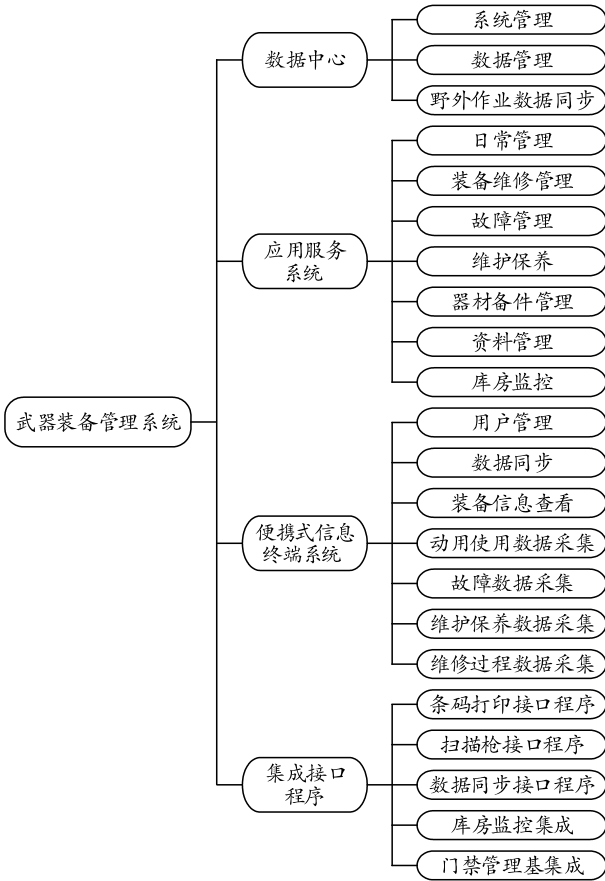 武器装备管理系统
数据中心
系统管理
数据管理
野外作业数据同步
应用服务
系统
日常管理
装备维修管理
故障管理
维护保养
器材备件管理
资料管理
库房监控
便携式信息
终端系统
用户管理
数据同步
装备信息查看
动用使用数据采集
故障数据采集
维护保养数据采集
维修过程数据采集
集成接口
程序
条码打印接口程序
扫描枪接口程序
数据同步接口程序
库房监控集成
门禁管理基集成